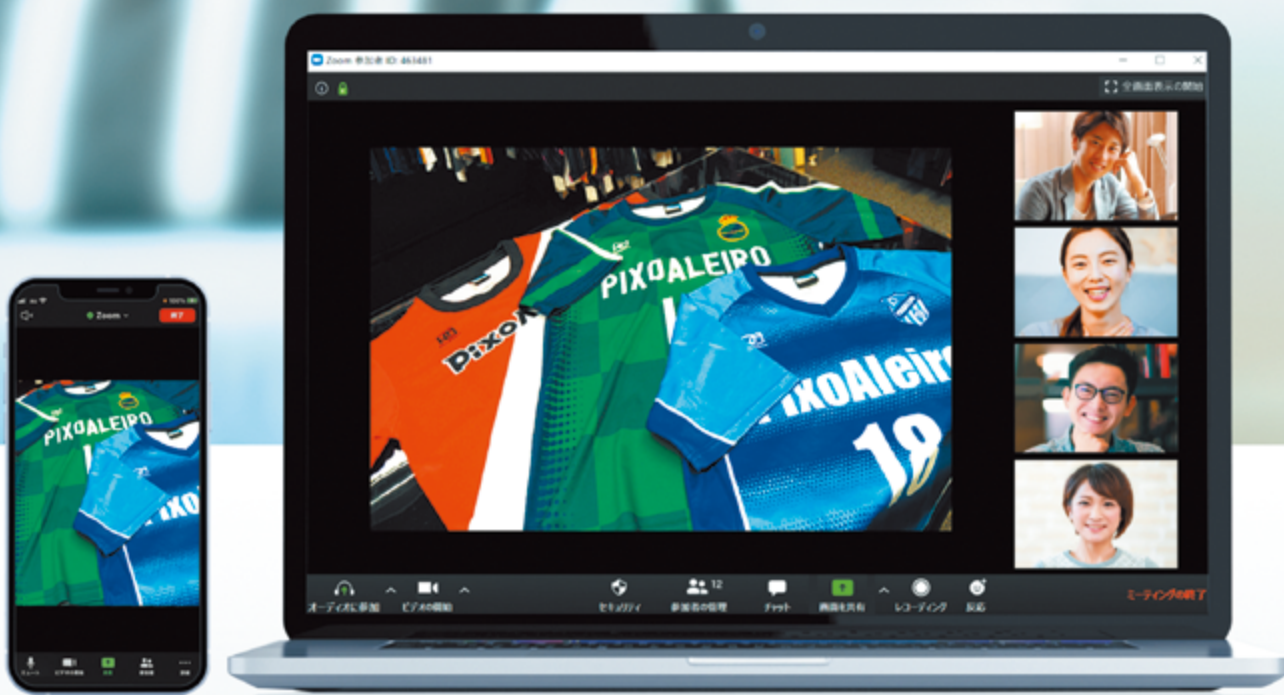 Zoom 参加者 ID: 463481
全画面表示の開始
PIXOALEIRO
PixoAleiro
18
オーディオに参加
ビデオの開始
セキュリティ
参加者の管理
12
チャット
画面を共有
レコーディング
反応
ミーティングの終了
100%
Zoom
終了
PIXOALEIRO